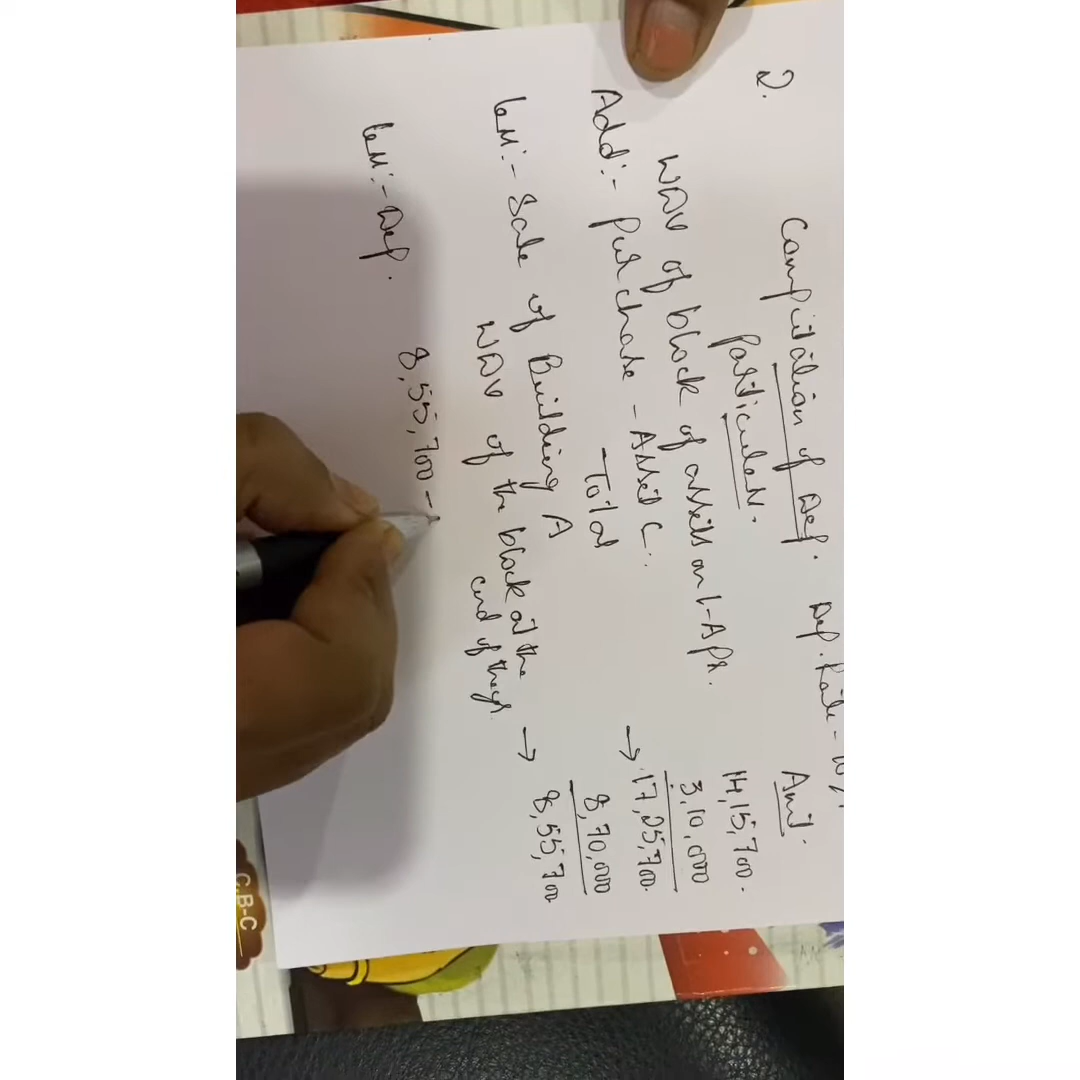 2. Computation of Dep. Dep. Rate - 10%
Particular. Amt.
WDV of block of assets on 1-Apr. 14,15,700.
Add:- Purchase - Asset C. 3,10,000
Total → 17,25,700.
Less:- Sale of Building A 8,70,000
WDV of the block at the → 8,55,700
end of the yr.
Less:- Dep.
8,55,700 -
C.B-C